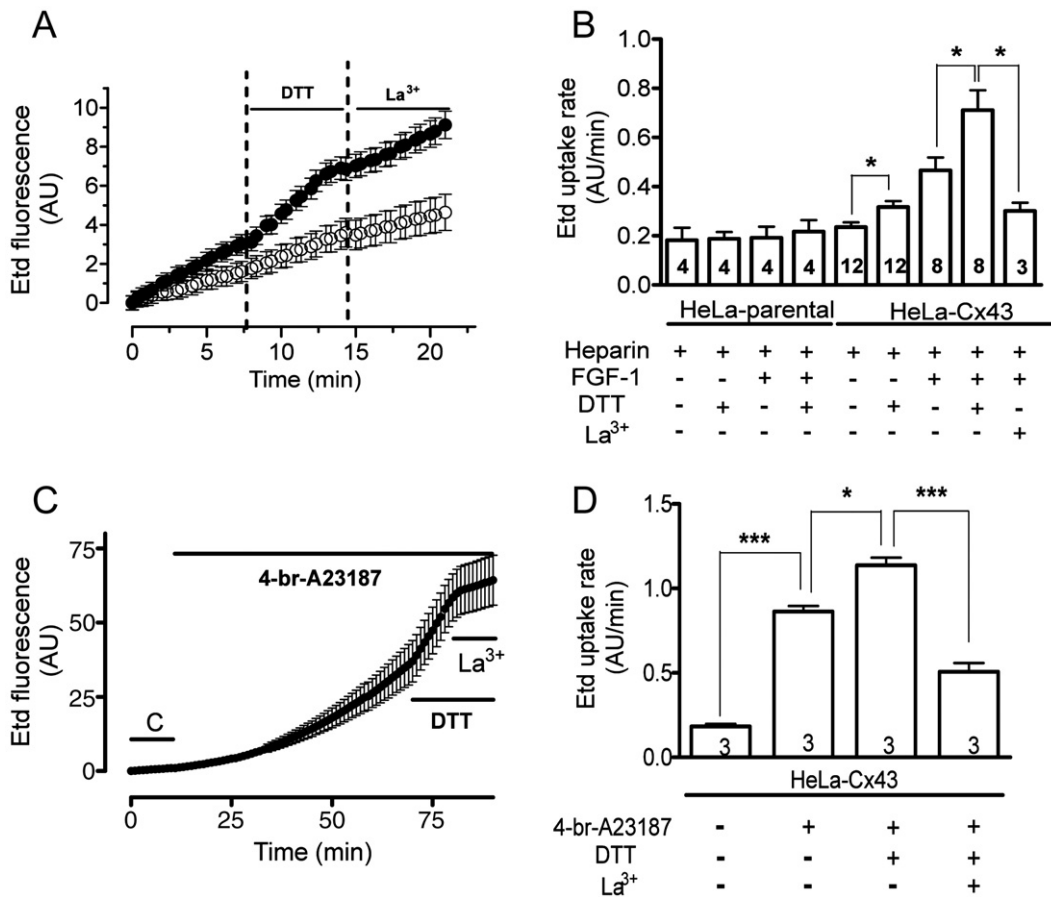 A
DTT
La³⁺
10
8
6
4
2
0
Etd fluorescence
(AU)
0 5 10 15 20
Time (min)
B
1.0
0.8
0.6
0.4
0.2
0.0
Etd uptake rate
(AU/min)
* * *
4 4 4 4 12 12 8 8 3
HeLa-parental HeLa-Cx43
Heparin + + + + + + + + +
FGF-1 - - + + - - + + +
DTT - + - + - + - + -
La³⁺ - - - - - - - - +
C
75
50
25
0
Etd fluorescence
(AU)
4-br-A23187
La³⁺
C
DTT
0 25 50 75
Time (min)
D
1.5
1.0
0.5
0.0
Etd uptake rate
(AU/min)
*** * ***
3 3 3 3
HeLa-Cx43
4-br-A23187 - + + +
DTT - - + +
La³⁺ - - - +